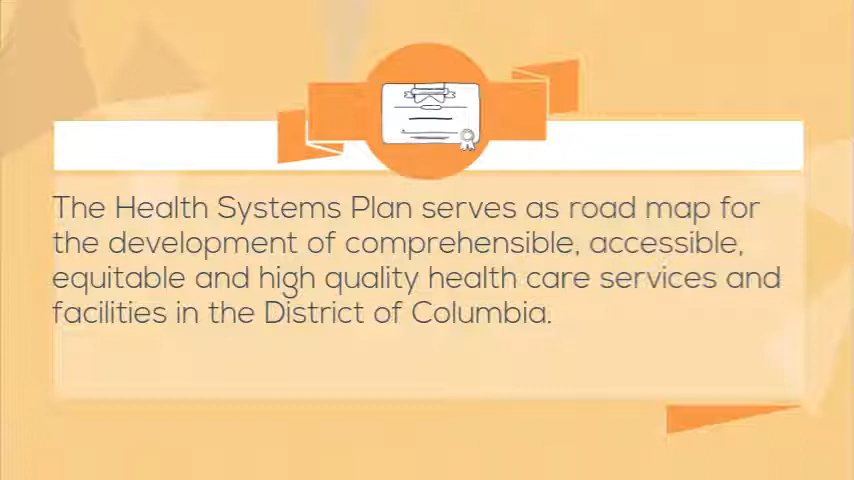 The Health Systems Plan serves as road map for
the development of comprehensible, accessible,
equitable and high quality health care services and
facilities in the District of Columbia.